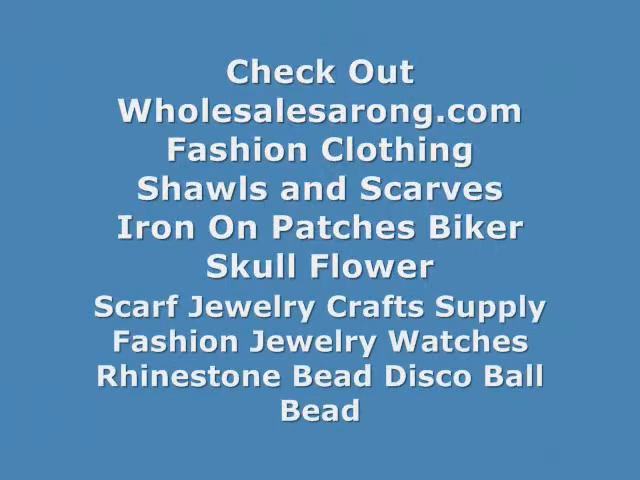 Check Out
Wholesalesarong.com
Fashion Clothing
Shawls and Scarves
Iron On Patches Biker
Skull Flower
Scarf Jewelry Crafts Supply
Fashion Jewelry Watches
Rhinestone Bead Disco Ball
Bead